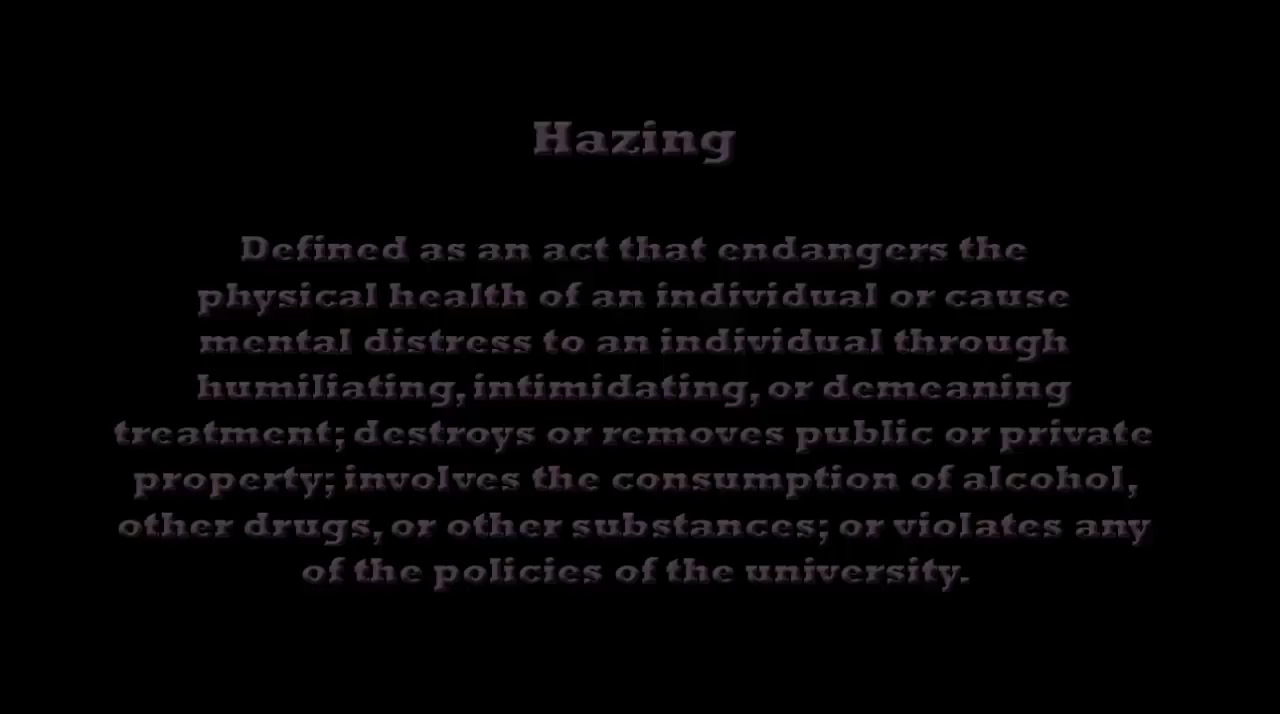 Hazing
Defined as an act that endangers the
physical health of an individual or cause
mental distress to an individual through
humiliating, intimidating, or demeaning
treatment; destroys or removes public or private
property; involves the consumption of alcohol,
other drugs, or other substances; or violates any
of the policies of the university.